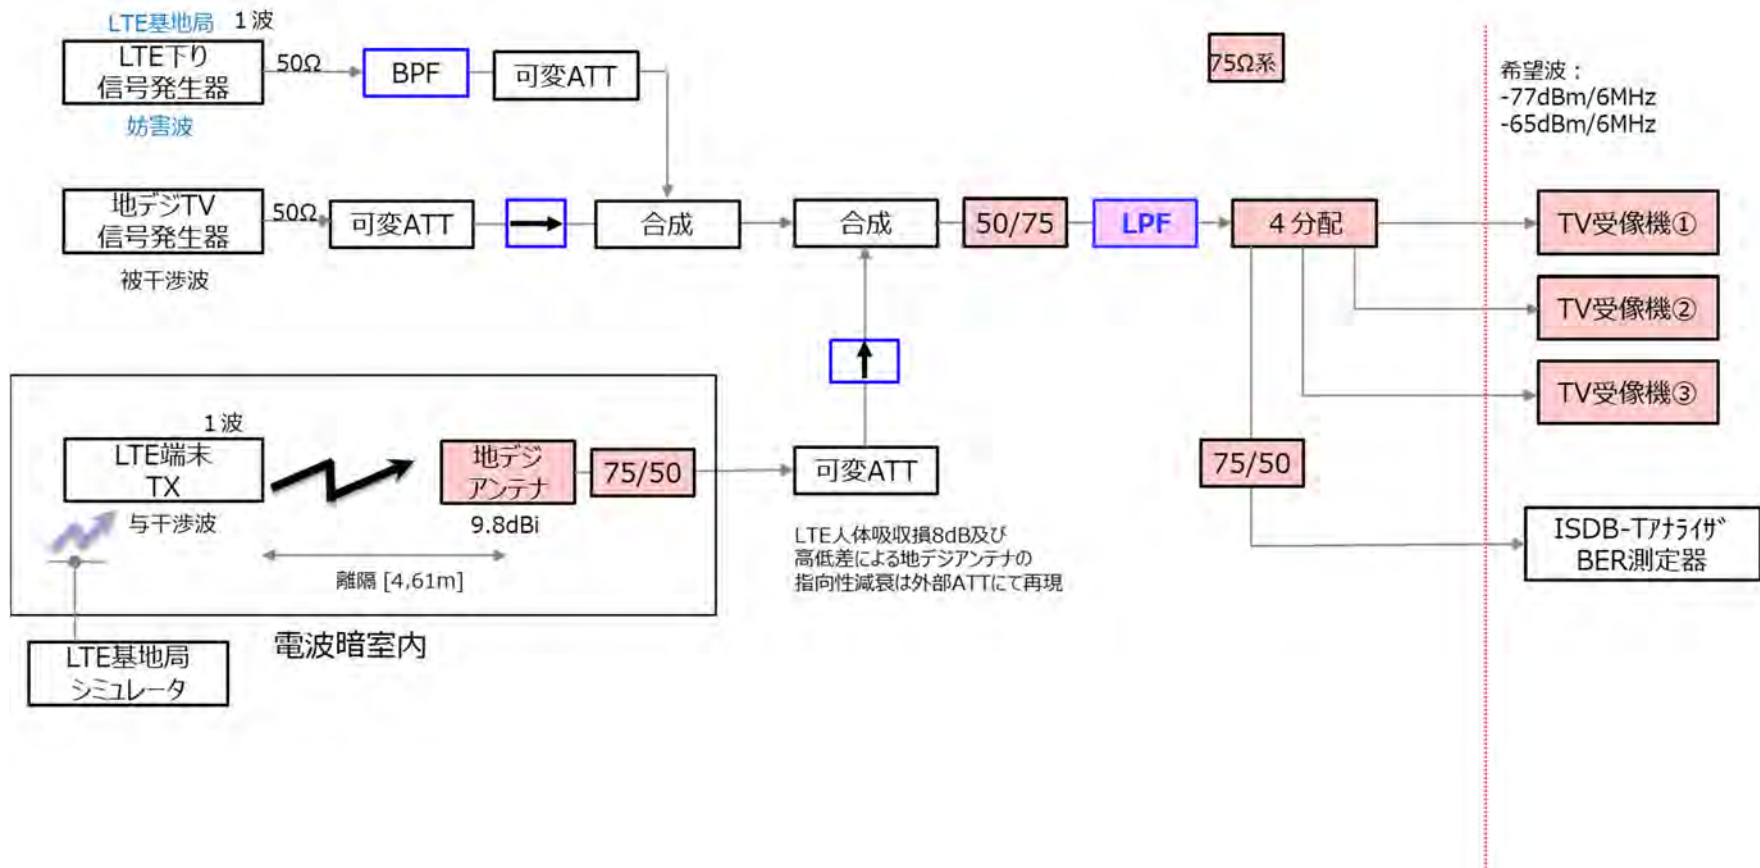 LTE基地局 1波
LTE下り
信号発生器
妨害波
50Ω
BPF
可変ATT
75Ω系
希望波：
-77dBm/6MHz
-65dBm/6MHz
地デジTV
信号発生器
被干渉波
50Ω
可変ATT
合成
合成
50/75
LPF
4分配
TV受像機①
TV受像機②
TV受像機③
1波
LTE端末
TX
与干渉波
地デジ
アンテナ
9.8dBi
75/50
可変ATT
75/50
離隔 [4,61m]
LTE人体吸収損8dB及び
高低差による地デジアンテナの
指向性減衰は外部ATTにて再現
ISDB-Tｱﾅﾗｲｻﾞ
BER測定器
電波暗室内
LTE基地局
シミュレータ